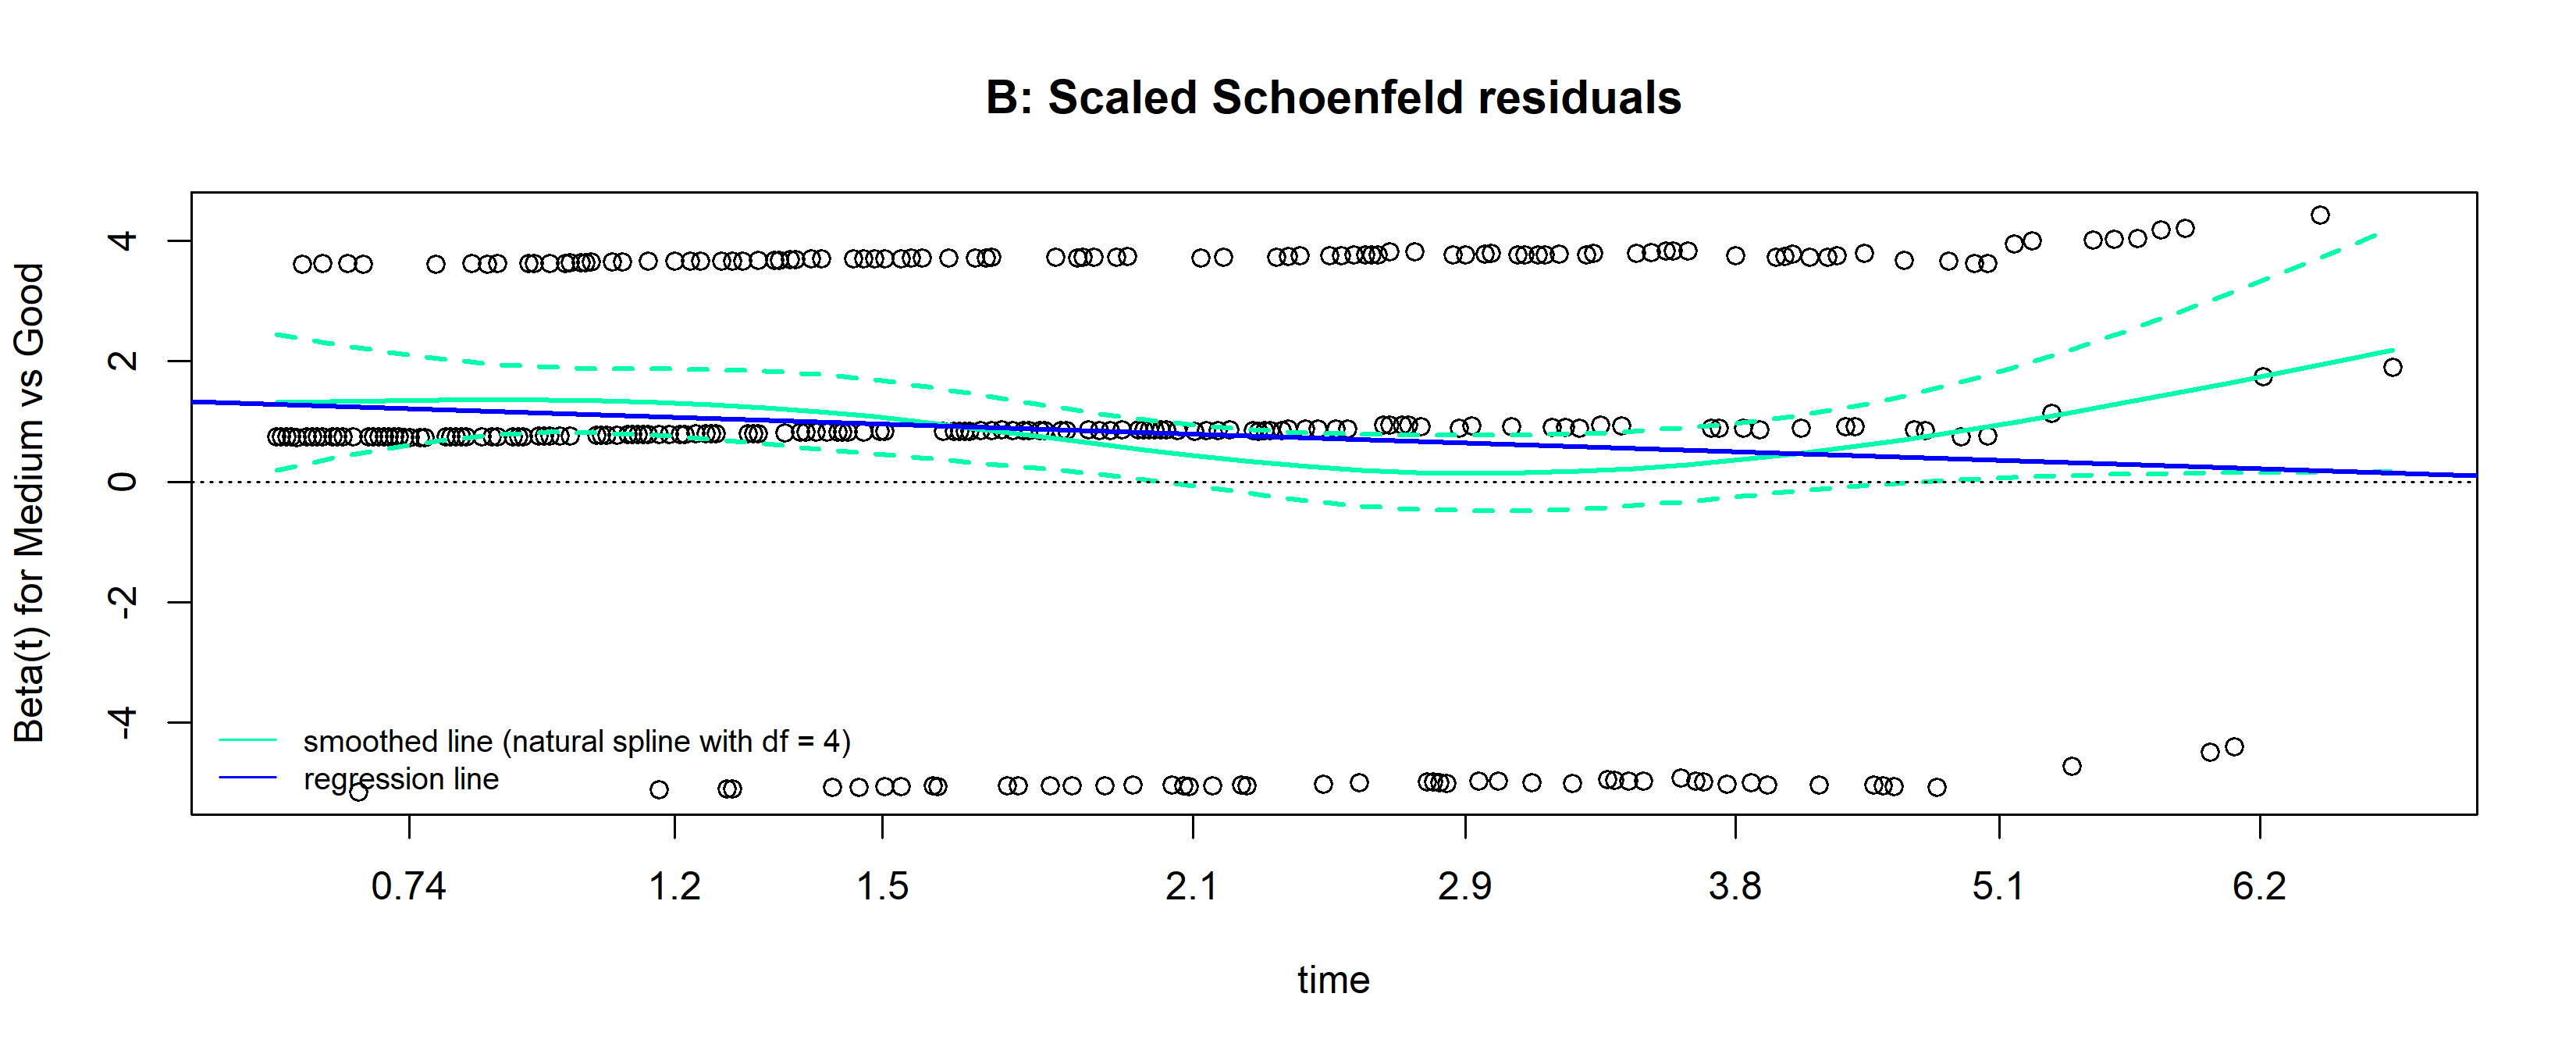 B: Scaled Schoenfeld residuals
Beta(t) for Medium vs Good
4
2
0
-2
-4
smoothed line (natural spline with df = 4)
regression line
0.74 1.2 1.5 2.1 2.9 3.8 5.1 6.2
time